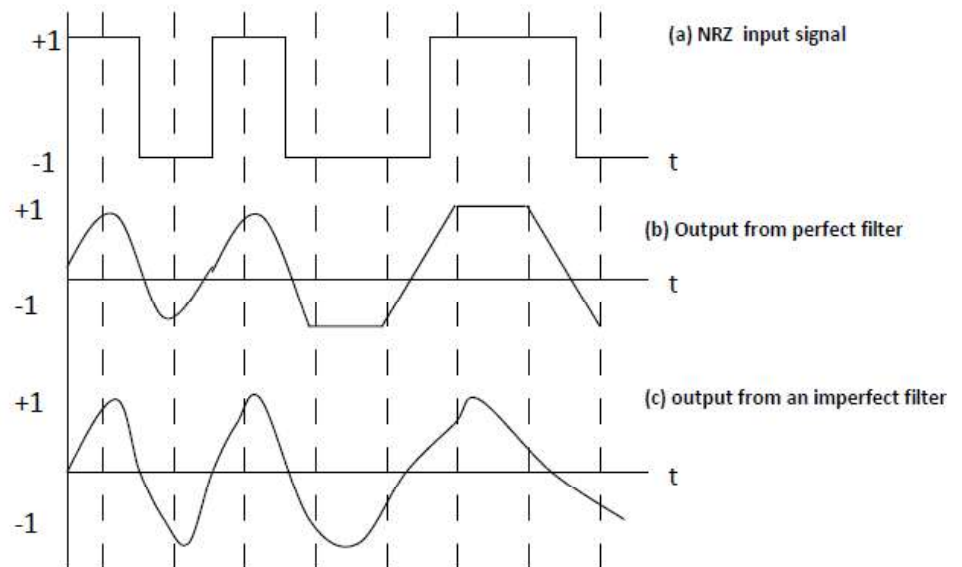 +1
(a) NRZ input signal
-1
t
+1
(b) Output from perfect filter
t
-1
+1
(c) output from an imperfect filter
t
-1